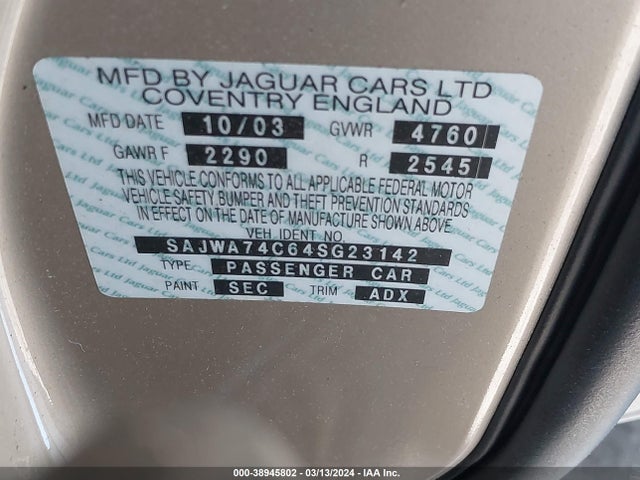 MFD BY JAGUAR CARS LTD
COVENTRY ENGLAND
MFD DATE 10/03 GVWR 4760
GAWR F 2290 R 2545
THIS VEHICLE CONFORMS TO ALL APPLICABLE FEDERAL MOTOR
VEHICLE SAFETY, BUMPER AND THEFT PREVENTION STANDARDS
IN EFFECT ON THE DATE OF MANUFACTURE SHOWN ABOVE.
VEH. IDENT NO.
SAJWA74C64SG23142
TYPE PASSENGER CAR
PAINT SEC TRIM ADX
000-38945802 - 03/13/2024 - IAA Inc.